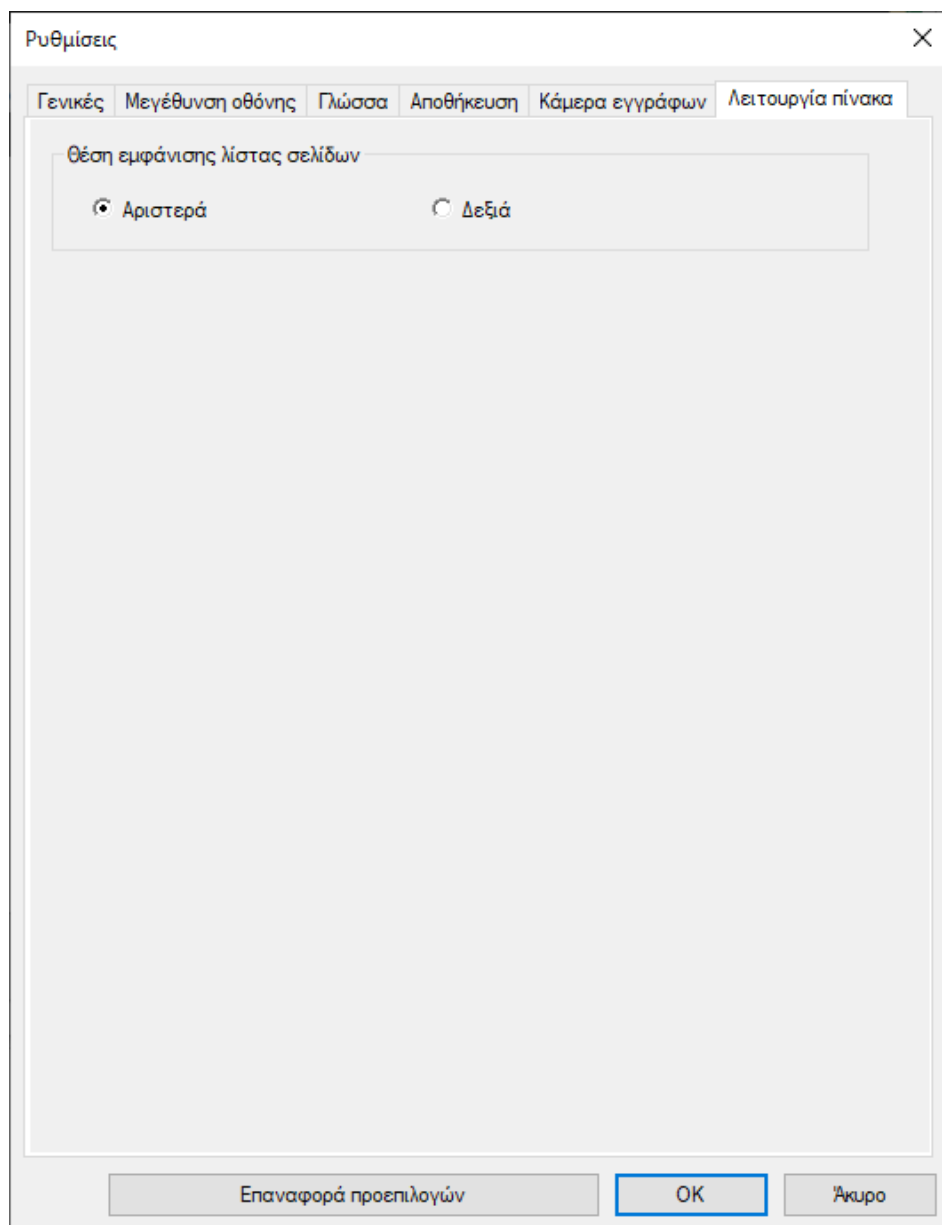 Ρυθμίσεις
Γενικές Μεγέθυνση οθόνης Γλώσσα Αποθήκευση Κάμερα εγγράφων Λειτουργία πίνακα
Θέση εμφάνισης λίστας σελίδων
Αριστερά Δεξιά
Επαναφορά προεπιλογών OK Άκυρο